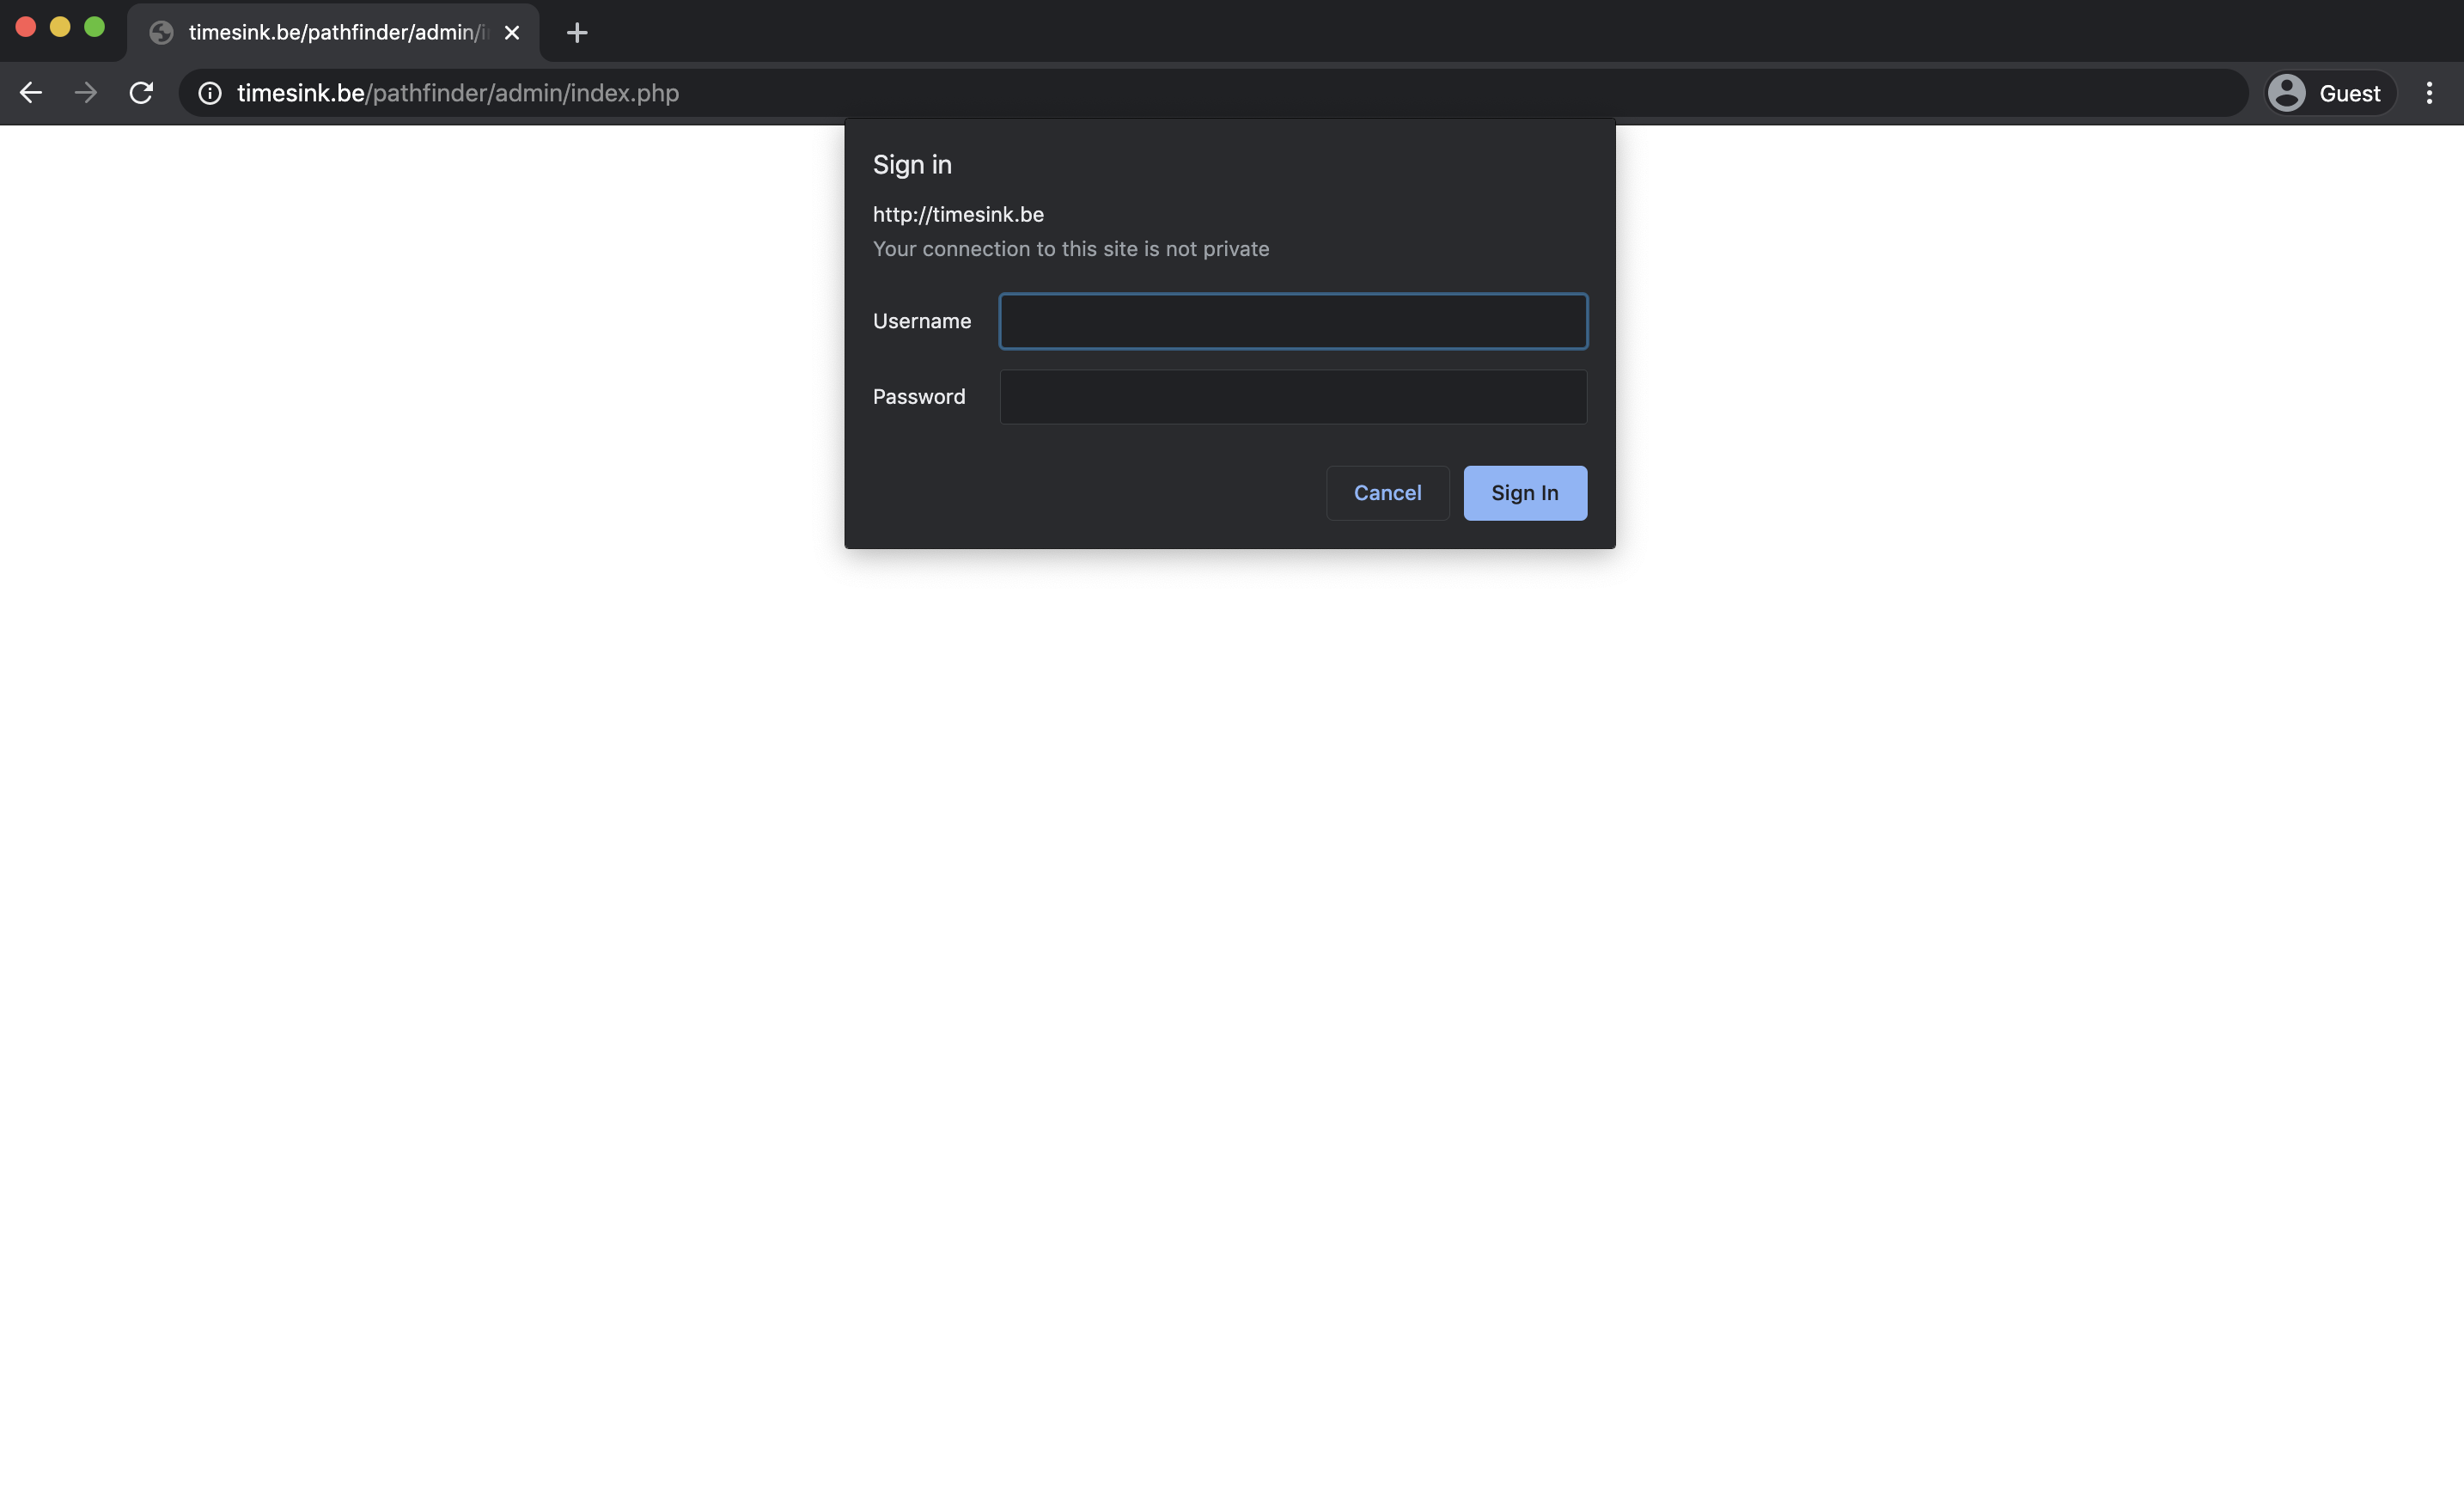 timesink.be/pathfinder/admin/i
timesink.be/pathfinder/admin/index.php
Guest
Sign in
http://timesink.be
Your connection to this site is not private
Username
Password
Cancel
Sign In